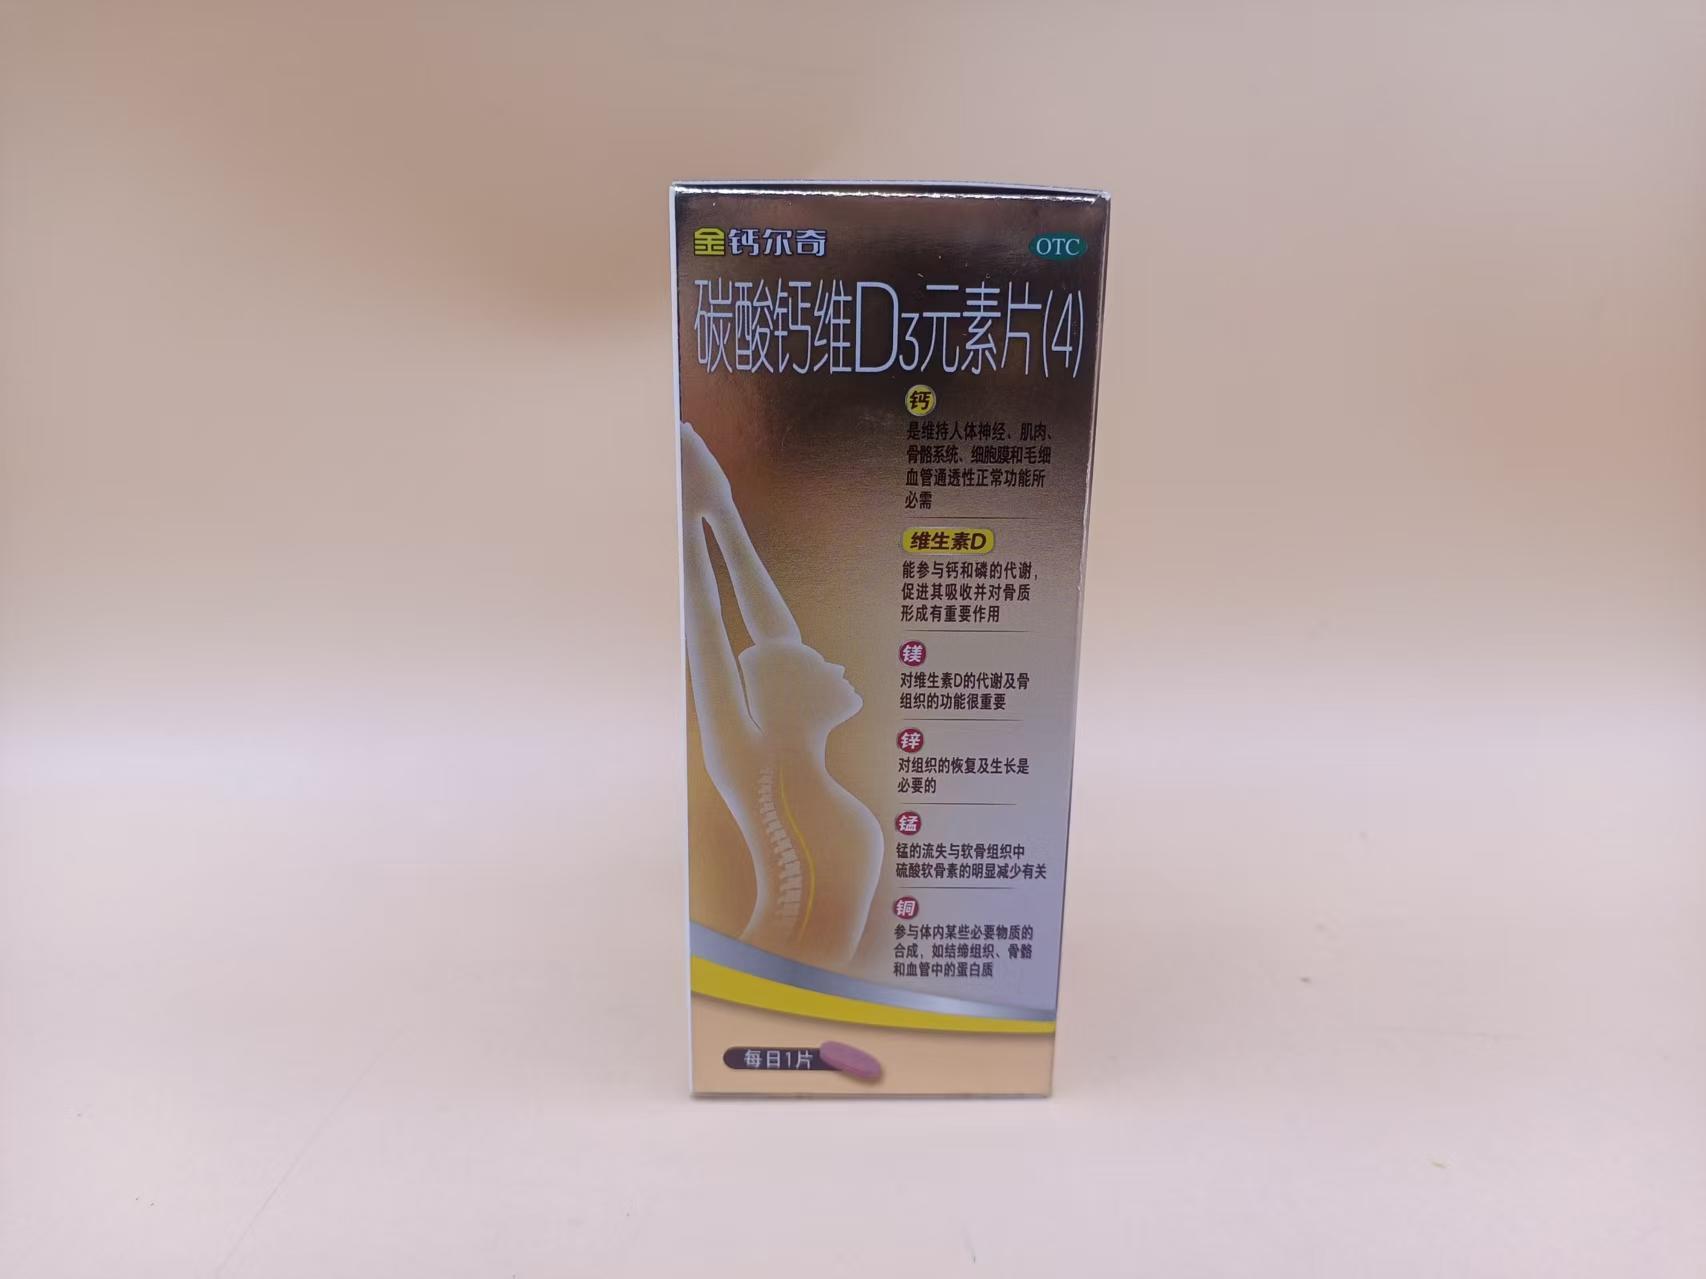 金钙尔奇
OTC
碳酸钙维D3元素片(4)
钙
是维持人体神经、肌肉、
骨骼系统、细胞膜和毛细
血管通透性正常功能所
必需
维生素D
能参与钙和磷的代谢，
促进其吸收并对骨质
形成有重要作用
镁
对维生素D的代谢及骨
组织的功能很重要
锌
对组织的恢复及生长是
必要的
锰
锰的流失与软骨组织中
硫酸软骨素的明显减少有关
铜
参与体内某些必要物质的
合成，如结缔组织、骨骼
和血管中的蛋白质
每日1片